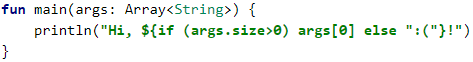 fun main(args: Array<String>) {
    println("Hi, ${if (args.size>0) args[0] else ":("}!")
}